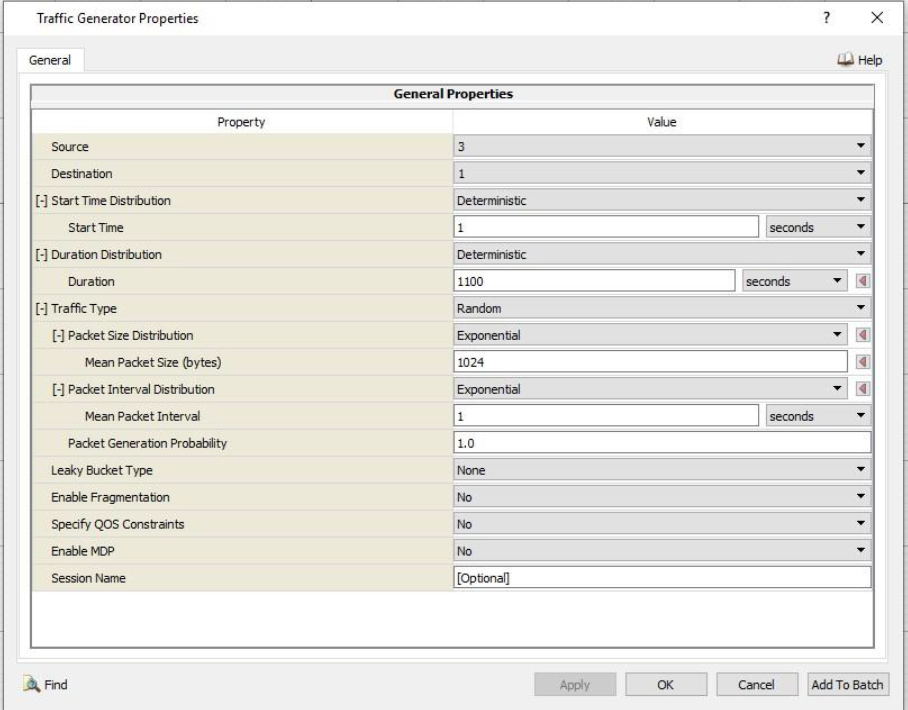 Traffic Generator Properties ?
General Help
General Properties
Property Value
Source 3
Destination 1
[-] Start Time Distribution Deterministic
Start Time 1 seconds
[-] Duration Distribution Deterministic
Duration 1100 seconds
[-] Traffic Type Random
[-] Packet Size Distribution Exponential
Mean Packet Size (bytes) 1024
[-] Packet Interval Distribution Exponential
Mean Packet Interval 1 seconds
Packet Generation Probability 1.0
Leaky Bucket Type None
Enable Fragmentation No
Specify QOS Constraints No
Enable MDP No
Session Name [Optional]
Find Apply OK Cancel Add To Batch